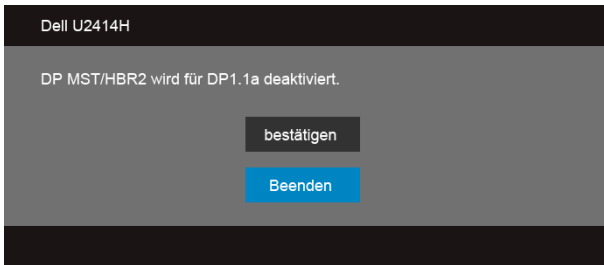 Dell U2414H
DP MST/HBR2 wird für DP1.1a deaktiviert.
bestätigen
Beenden